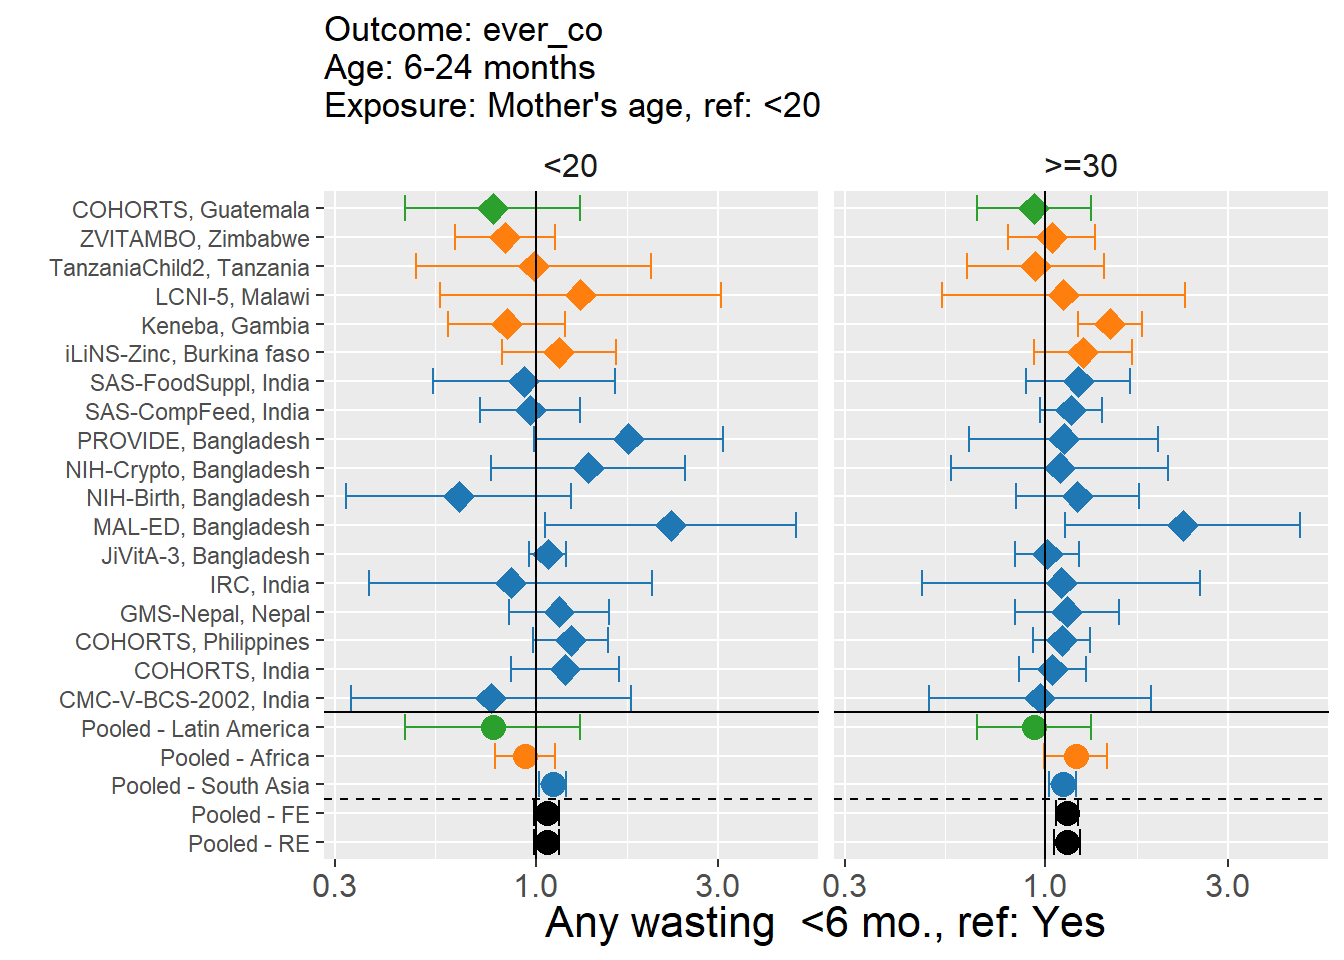 Outcome: ever_co
Age: 6-24 months
Exposure: Mother's age, ref: <20
<20
>=30
COHORTS, Guatemala
ZVITAMBO, Zimbabwe
TanzaniaChild2, Tanzania
LCNI-5, Malawi
Keneba, Gambia
iLiNS-Zinc, Burkina faso
SAS-FoodSuppl, India
SAS-CompFeed, India
PROVIDE, Bangladesh
NIH-Crypto, Bangladesh
NIH-Birth, Bangladesh
MAL-ED, Bangladesh
JiVitA-3, Bangladesh
IRC, India
GMS-Nepal, Nepal
COHORTS, Philippines
COHORTS, India
CMC-V-BCS-2002, India
Pooled - Latin America
Pooled - Africa
Pooled - South Asia
Pooled - FE
Pooled - RE
0.3 1.0 3.0 0.3 1.0 3.0
Any wasting  <6 mo., ref: Yes